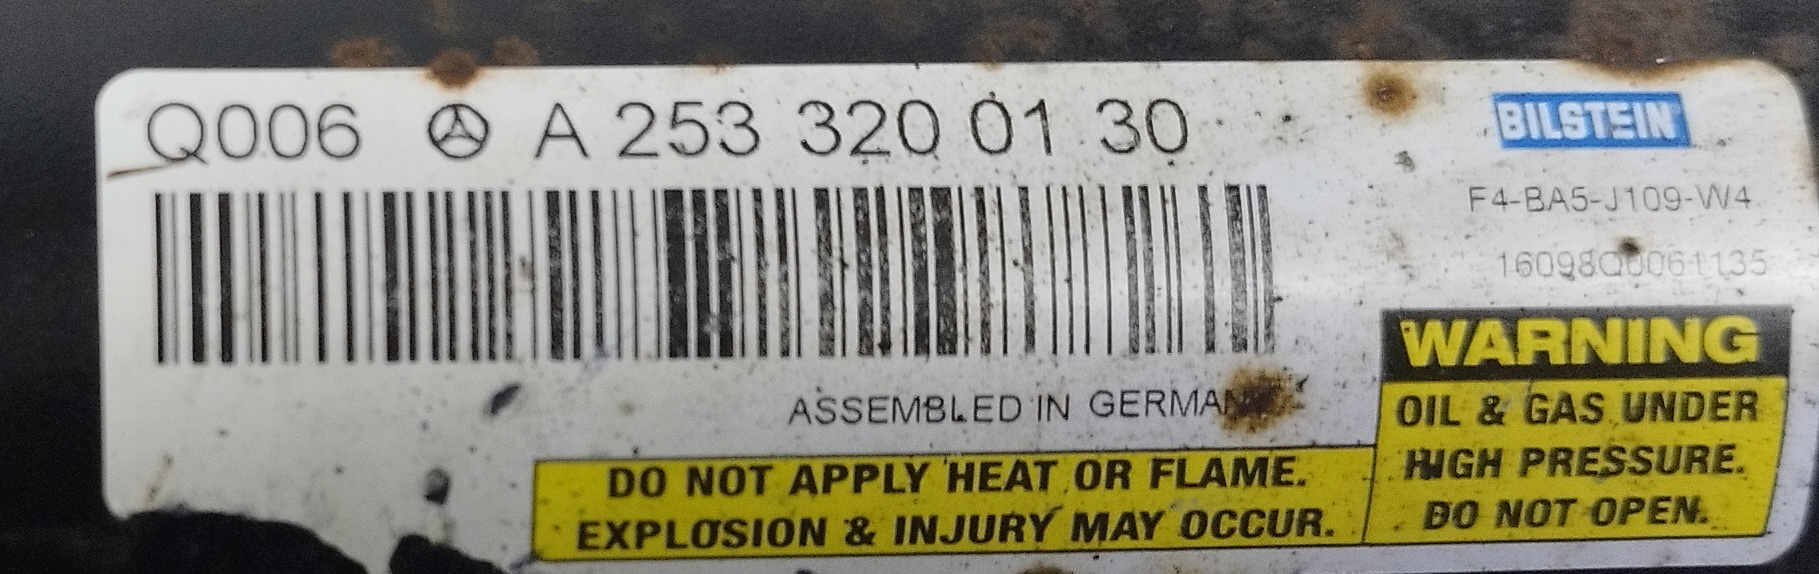 Q006 A 253 320 01 30
BILSTEIN
F4-BA5-J109-W4
16098Q0061135
ASSEMBLED IN
WARNING
OIL & GAS UNDER
HIGH PRESSURE.
DO NOT OPEN.
DO NOT APPLY HEAT OR FLAME.
EXPLOSION & INJURY MAY OCCUR.